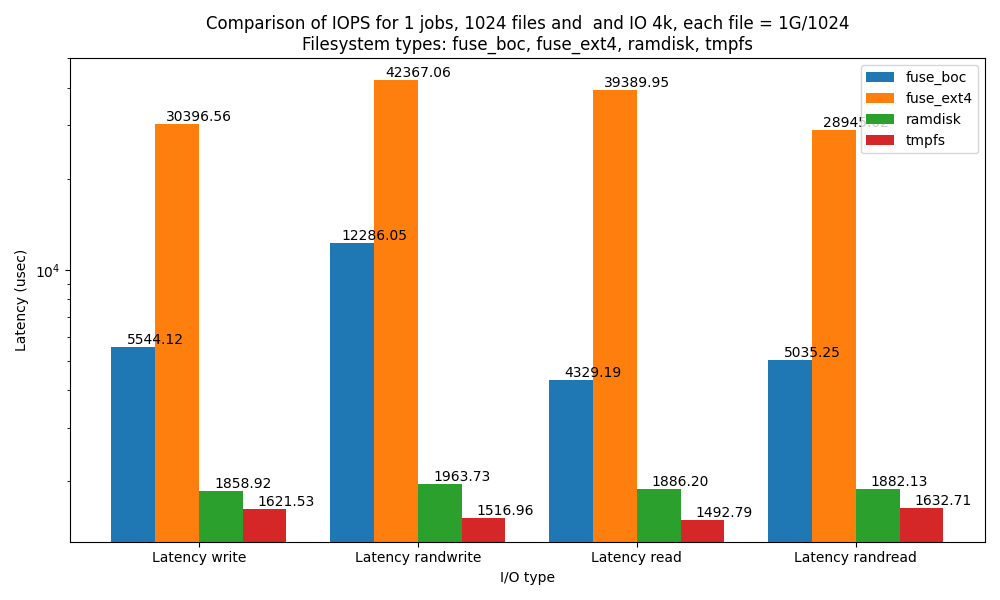 Comparison of IOPS for 1 jobs, 1024 files and  and IO 4k, each file = 1G/1024
Filesystem types: fuse_boc, fuse_ext4, ramdisk, tmpfs
fuse_boc
fuse_ext4
ramdisk
tmpfs
Latency (usec)
10^4
5544.12
30396.56
1858.92
1621.53
12286.05
42367.06
1963.73
1516.96
4329.19
39389.95
1886.20
1492.79
5035.25
1882.13
1632.71
Latency write
Latency randwrite
Latency read
Latency randread
I/O type